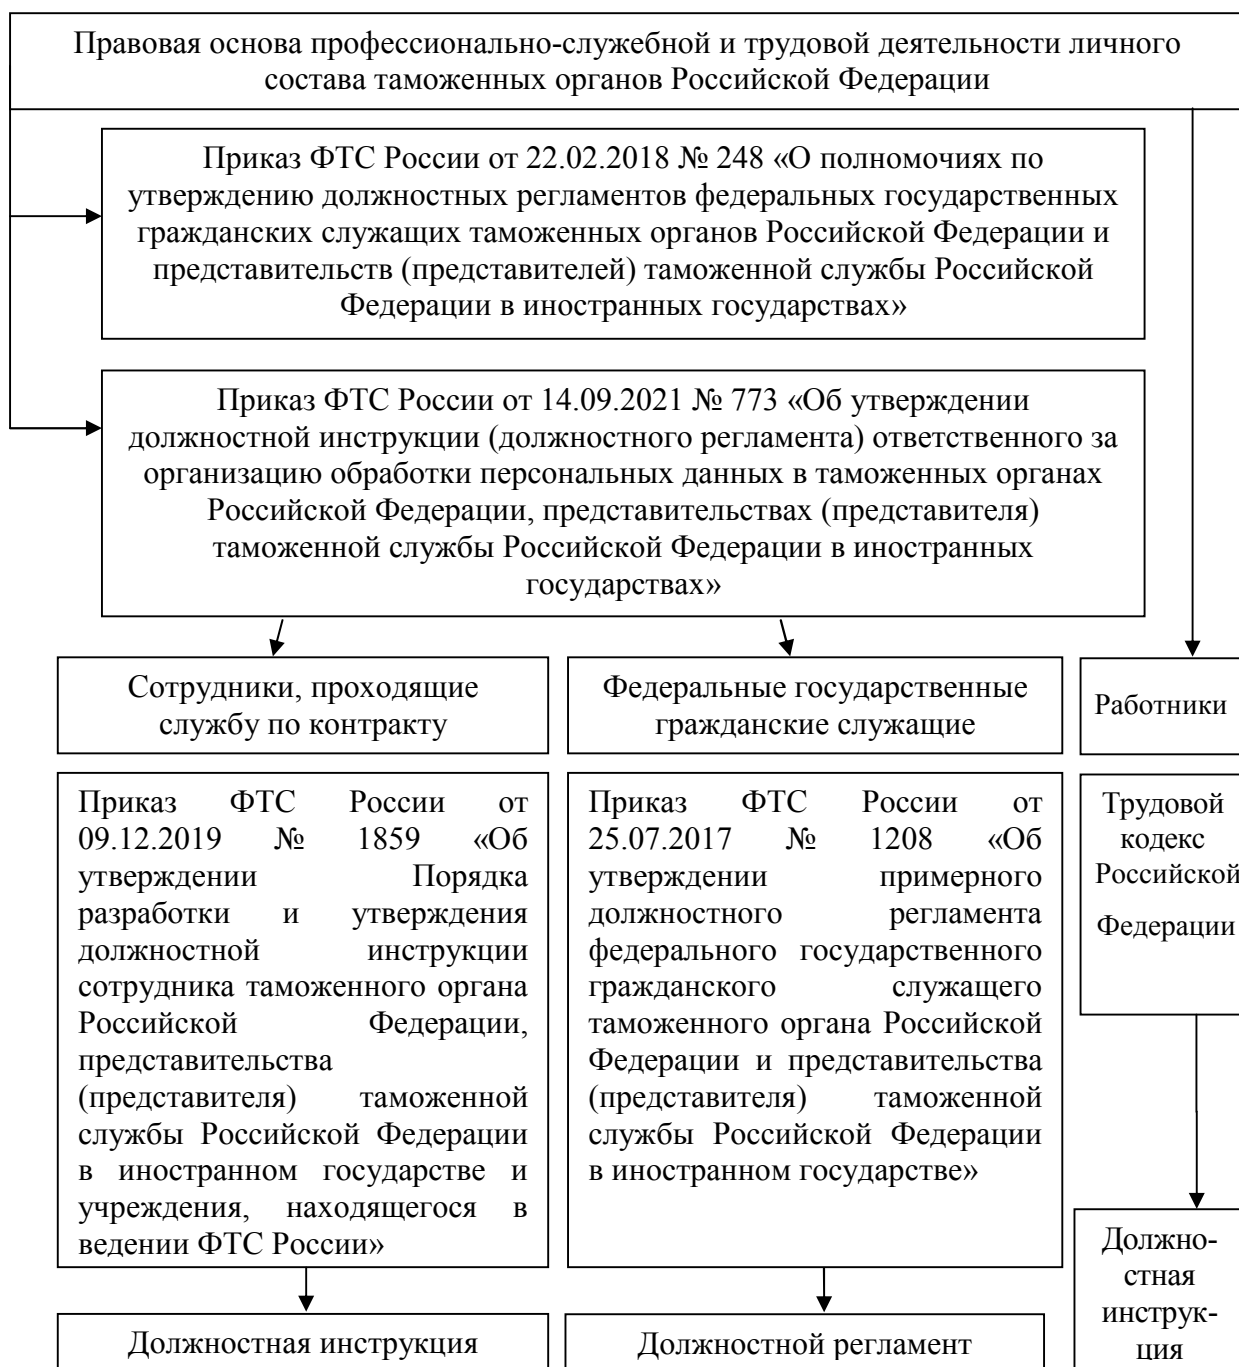 Правовая основа профессионально-служебной и трудовой деятельности личного
состава таможенных органов Российской Федерации
Приказ ФТС России от 22.02.2018 № 248 «О полномочиях по
утверждению должностных регламентов федеральных государственных
гражданских служащих таможенных органов Российской Федерации и
представительств (представителей) таможенной службы Российской
Федерации в иностранных государствах»
Приказ ФТС России от 14.09.2021 № 773 «Об утверждении
должностной инструкции (должностного регламента) ответственного за
организацию обработки персональных данных в таможенных органах
Российской Федерации, представительствах (представителя)
таможенной службы Российской Федерации в иностранных
государствах»
Сотрудники, проходящие
службу по контракту
Федеральные государственные
гражданские служащие
Работники
Приказ ФТС России от
09.12.2019 № 1859 «Об
утверждении Порядка
разработки и утверждения
должностной инструкции
сотрудника таможенного органа
Российской Федерации,
представительства
(представителя) таможенной
службы Российской Федерации
в иностранном государстве и
учреждения, находящегося в
ведении ФТС России»
Приказ ФТС России от
25.07.2017 № 1208 «Об
утверждении примерного
должностного регламента
федерального государственного
гражданского служащего
таможенного органа Российской
Федерации и представительства
(представителя) таможенной
службы Российской Федерации
в иностранном государстве»
Трудовой
кодекс
Российской
Федерации
Должностная инструкция
Должностной регламент
Должно-
стная
инструк-
ция